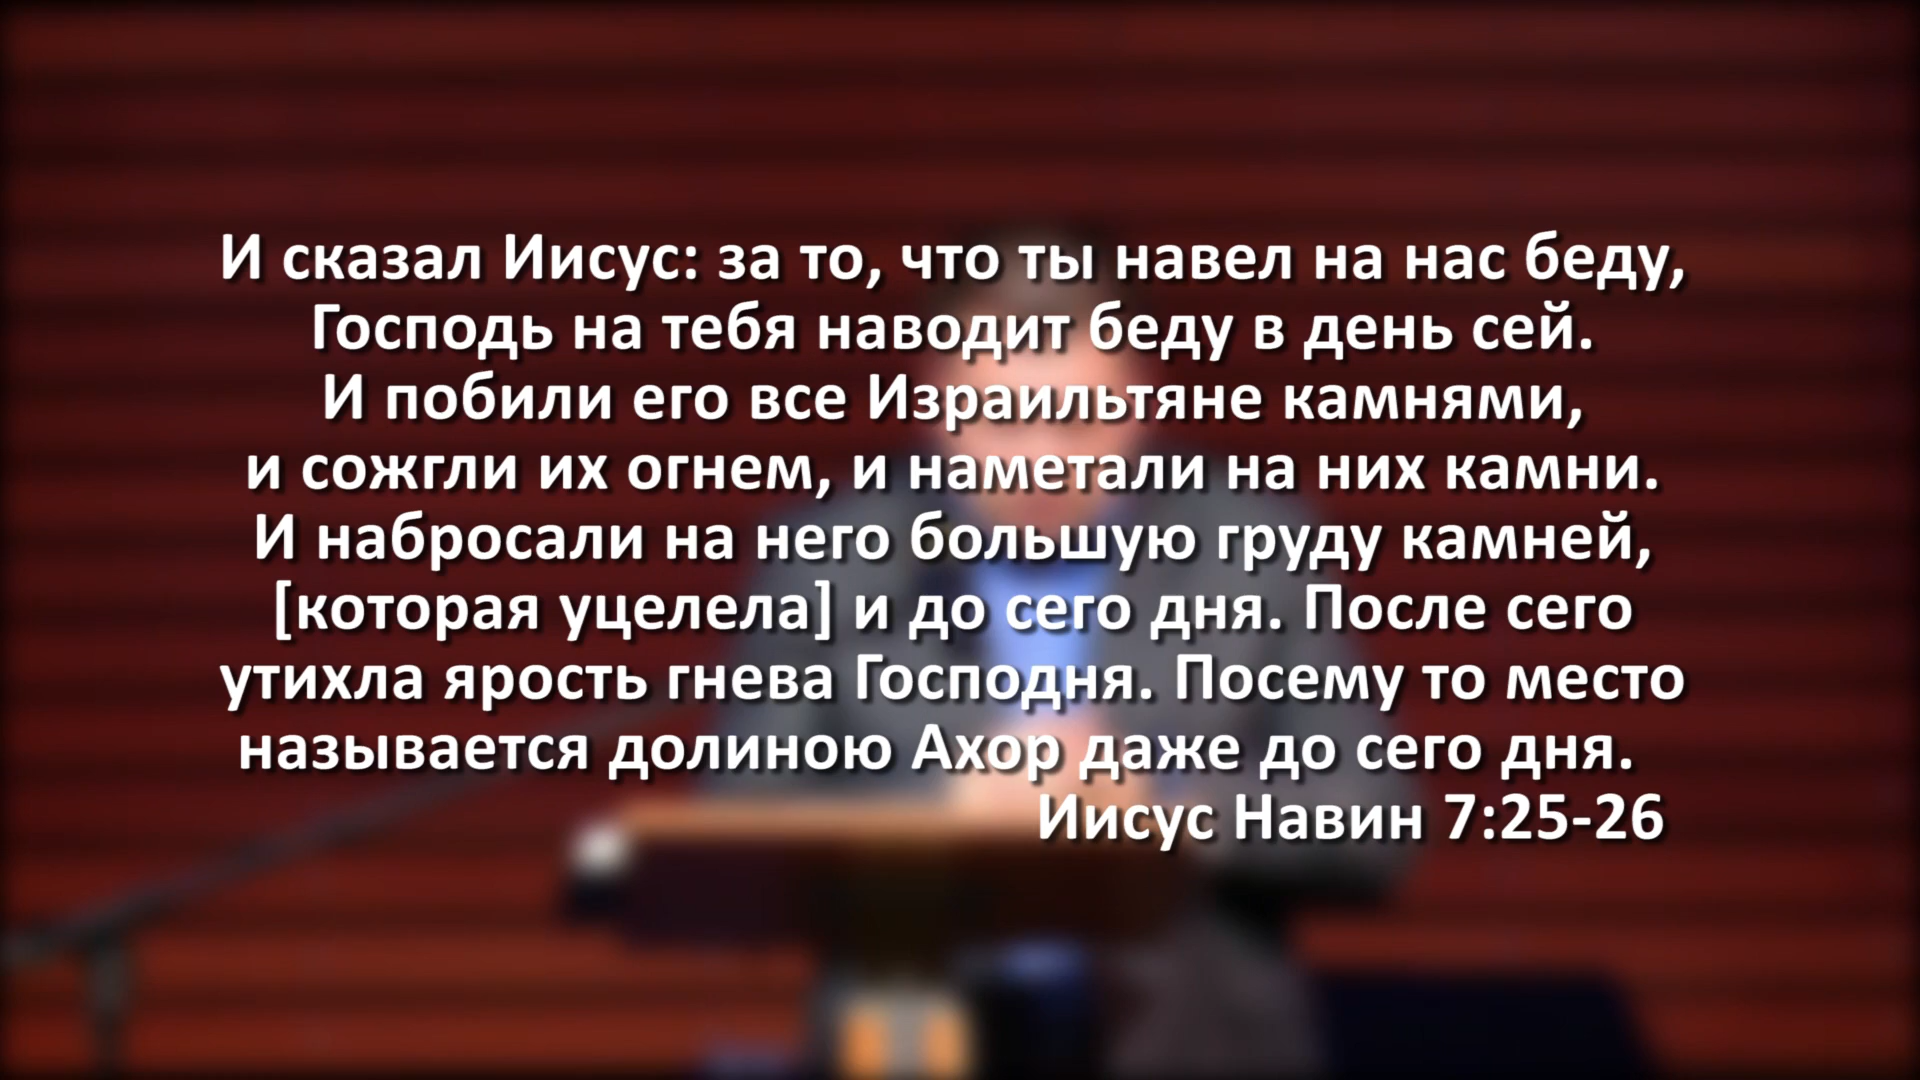 И сказал Иисус: за то, что ты навел на нас беду,
Господь на тебя наводит беду в день сей.
И побили его все Израильтяне камнями,
и сожгли их огнем, и наметали на них камни.
И набросали на него большую груду камней,
[которая уцелела] и до сего дня. После сего
утихла ярость гнева Господня. Посему то место
называется долиною Ахор даже до сего дня.
Иисус Навин 7:25-26